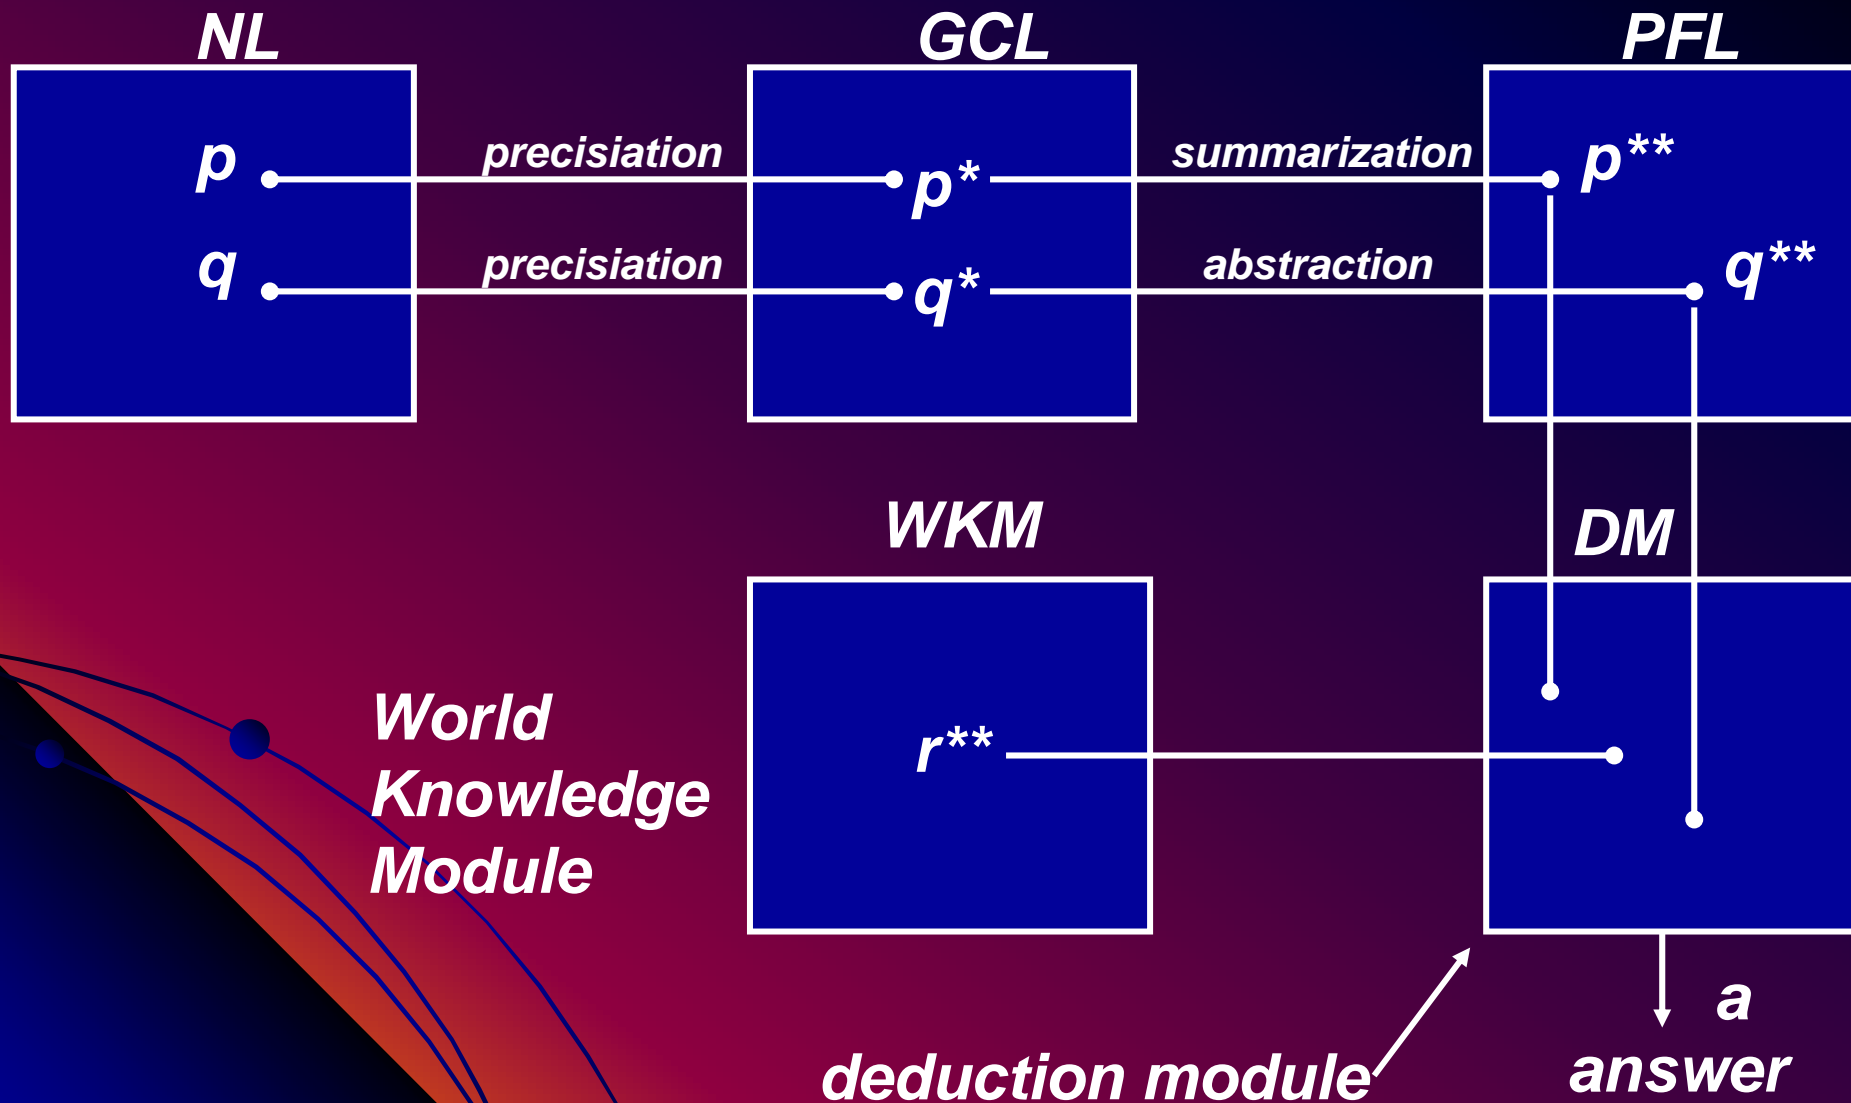 NL GCL PFL
p precisiation p* summarization p**
q precisiation q* abstraction q**
WKM DM
World
Knowledge
Module
r**
a
deduction module answer